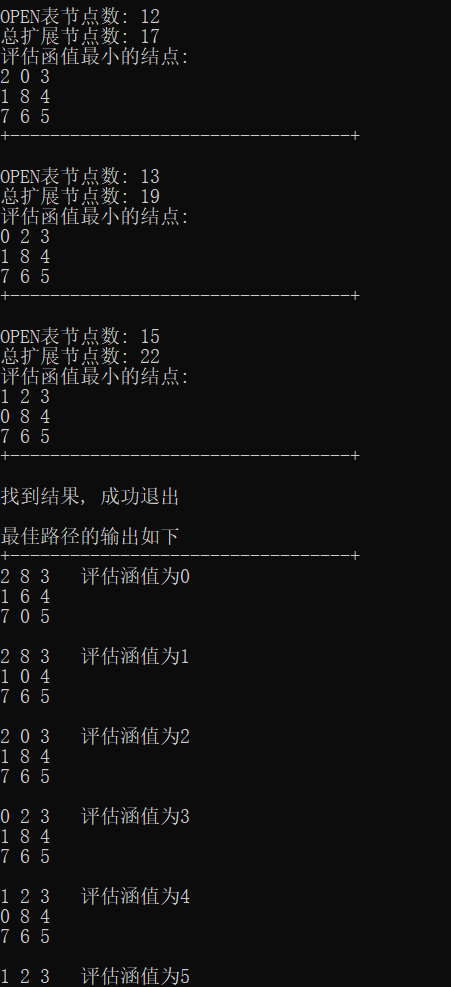 OPEN表节点数: 12
总扩展节点数: 17
评估函值最小的结点:
2 0 3
1 8 4
7 6 5
+----------------------------------+
OPEN表节点数: 13
总扩展节点数: 19
评估函值最小的结点:
0 2 3
1 8 4
7 6 5
+----------------------------------+
OPEN表节点数: 15
总扩展节点数: 22
评估函值最小的结点:
1 2 3
0 8 4
7 6 5
+----------------------------------+
找到结果, 成功退出
最佳路径的输出如下
+----------------------------------+
2 8 3   评估涵值为0
1 6 4
7 0 5
2 8 3   评估涵值为1
1 0 4
7 6 5
2 0 3   评估涵值为2
1 8 4
7 6 5
0 2 3   评估涵值为3
1 8 4
7 6 5
1 2 3   评估涵值为4
0 8 4
7 6 5
1 2 3   评估涵值为5